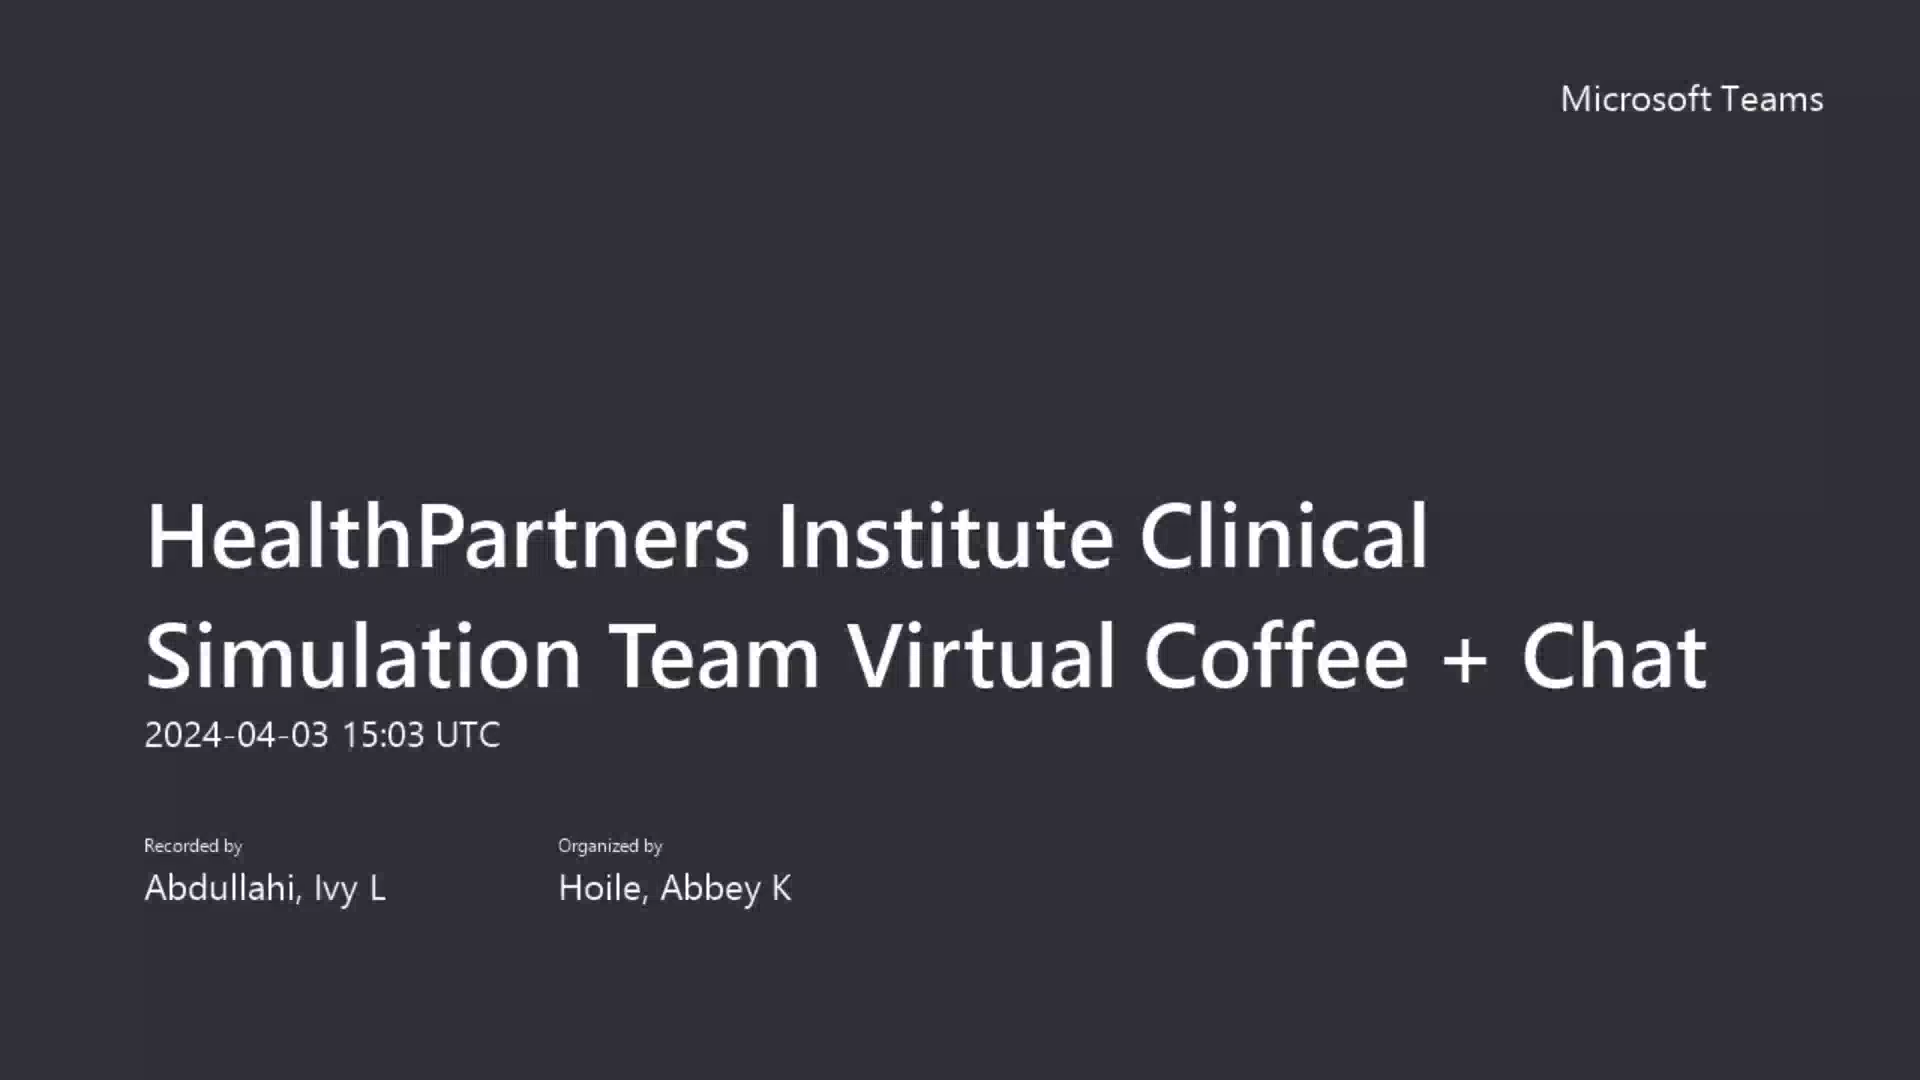 Microsoft Teams
HealthPartners Institute Clinical
Simulation Team Virtual Coffee + Chat
2024-04-03 15:03 UTC
Recorded by
Organized by
Abdullahi, Ivy L
Hoile, Abbey K